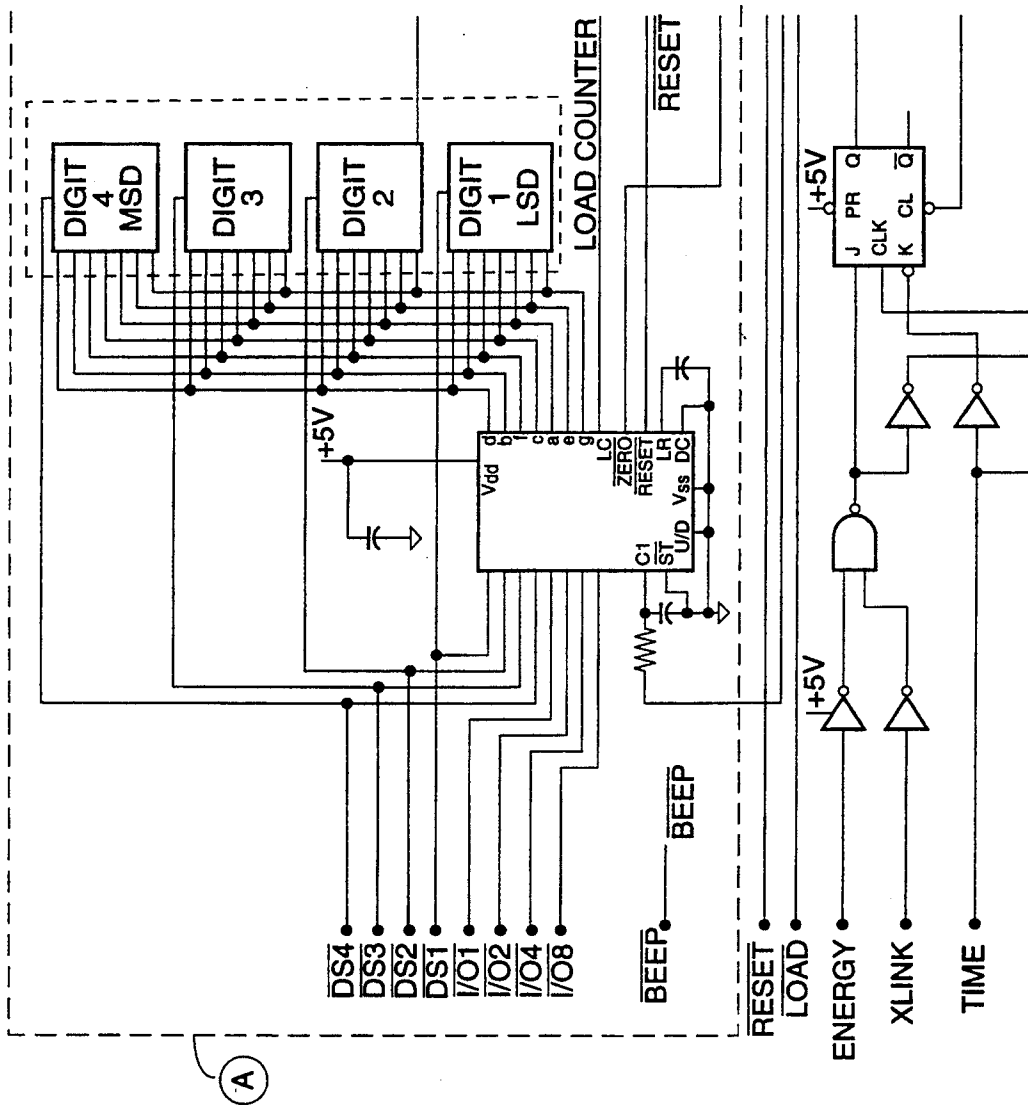 DIGIT
4
MSD
DIGIT
3
DIGIT
2
DIGIT
1
LSD
LOAD COUNTER
RESET
+5V
Vdd
d
b
f
c
a
e
g
LC
ZERO
RESET
LR
DC
Vss
U/D
C1
ST
DS4
DS3
DS2
DS1
I/O1
I/O2
I/O4
I/O8
BEEP
BEEP
RESET
LOAD
ENERGY
XLINK
TIME
+5V
+5V
J
PR
Q
CLK
K
CL
Q
A